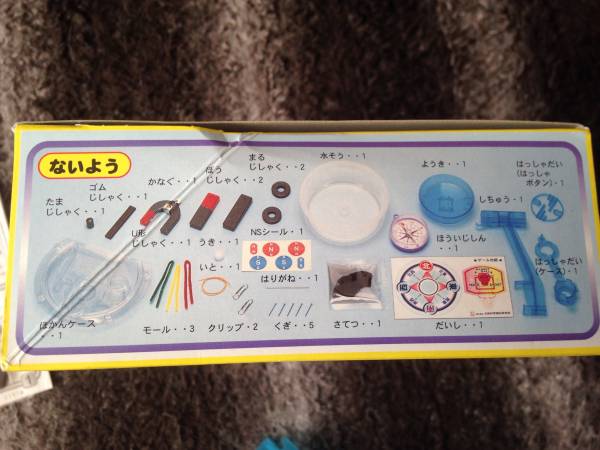 ないよう
たま
じしゃく・・1
ゴム
じしゃく・・1
かなぐ・・1
U形
じしゃく・・1
ぼう
じしゃく・・2
まる
じしゃく・・2
水そう・・1
ようき・・1
はっしゃだい
(はっしゃ
ボタン)・1
しちゅう・1
うき・・1
NSシール・1
N
N
S
S
ほういじしん
・・1
はっしゃだい
(ケース)・1
いと・・1
はりがね・・1
ほかんケース
・・1
モール・・3
クリップ・2
くぎ・・5
さてつ・・1
だいし・・1
北
東
南
西